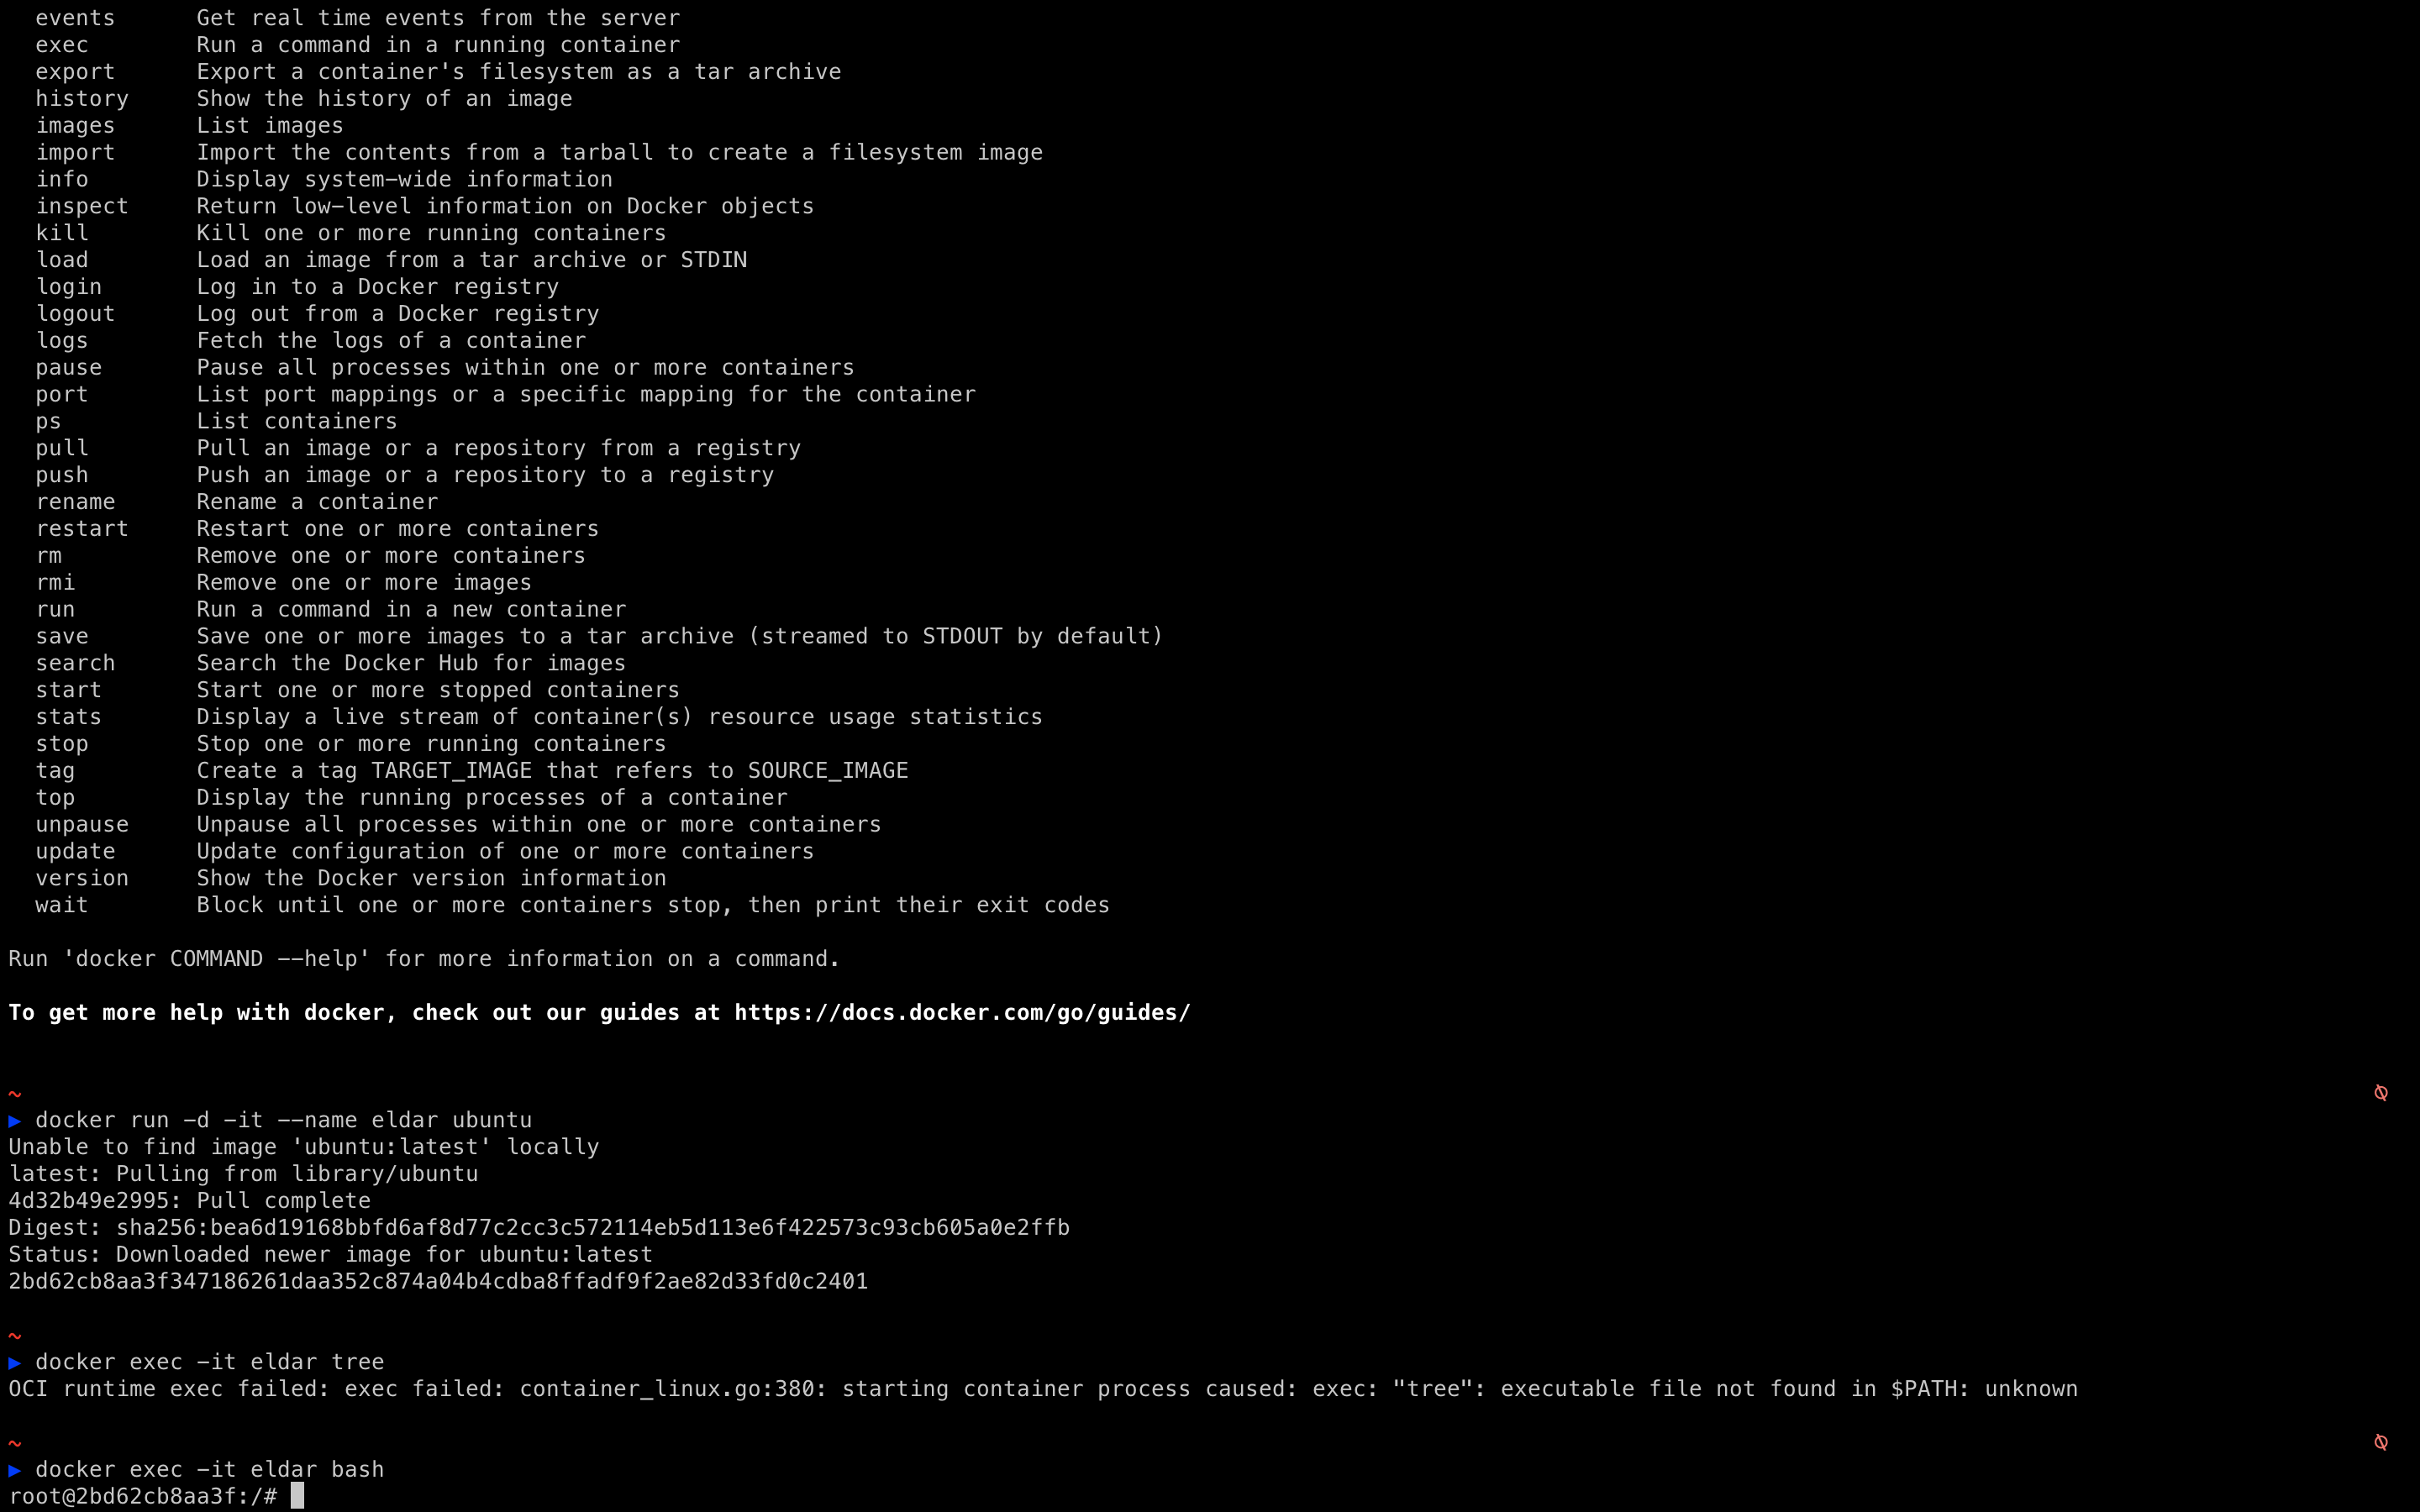 events      Get real time events from the server
exec        Run a command in a running container
export      Export a container's filesystem as a tar archive
history     Show the history of an image
images      List images
import      Import the contents from a tarball to create a filesystem image
info        Display system-wide information
inspect     Return low-level information on Docker objects
kill        Kill one or more running containers
load        Load an image from a tar archive or STDIN
login       Log in to a Docker registry
logout      Log out from a Docker registry
logs        Fetch the logs of a container
pause       Pause all processes within one or more containers
port        List port mappings or a specific mapping for the container
ps          List containers
pull        Pull an image or a repository from a registry
push        Push an image or a repository to a registry
rename      Rename a container
restart     Restart one or more containers
rm          Remove one or more containers
rmi         Remove one or more images
run         Run a command in a new container
save        Save one or more images to a tar archive (streamed to STDOUT by default)
search      Search the Docker Hub for images
start       Start one or more stopped containers
stats       Display a live stream of container(s) resource usage statistics
stop        Stop one or more running containers
tag         Create a tag TARGET_IMAGE that refers to SOURCE_IMAGE
top         Display the running processes of a container
unpause     Unpause all processes within one or more containers
update      Update configuration of one or more containers
version     Show the Docker version information
wait        Block until one or more containers stop, then print their exit codes
Run 'docker COMMAND --help' for more information on a command.
To get more help with docker, check out our guides at https://docs.docker.com/go/guides/
~
▶ docker run -d -it --name eldar ubuntu
Unable to find image 'ubuntu:latest' locally
latest: Pulling from library/ubuntu
4d32b49e2995: Pull complete
Digest: sha256:bea6d19168bbfd6af8d77c2cc3c572114eb5d113e6f422573c93cb605a0e2ffb
Status: Downloaded newer image for ubuntu:latest
2bd62cb8aa3f347186261daa352c874a04b4cdba8ffadf9f2ae82d33fd0c2401
~
▶ docker exec -it eldar tree
OCI runtime exec failed: exec failed: container_linux.go:380: starting container process caused: exec: "tree": executable file not found in $PATH: unknown
~
▶ docker exec -it eldar bash
root@2bd62cb8aa3f:/#